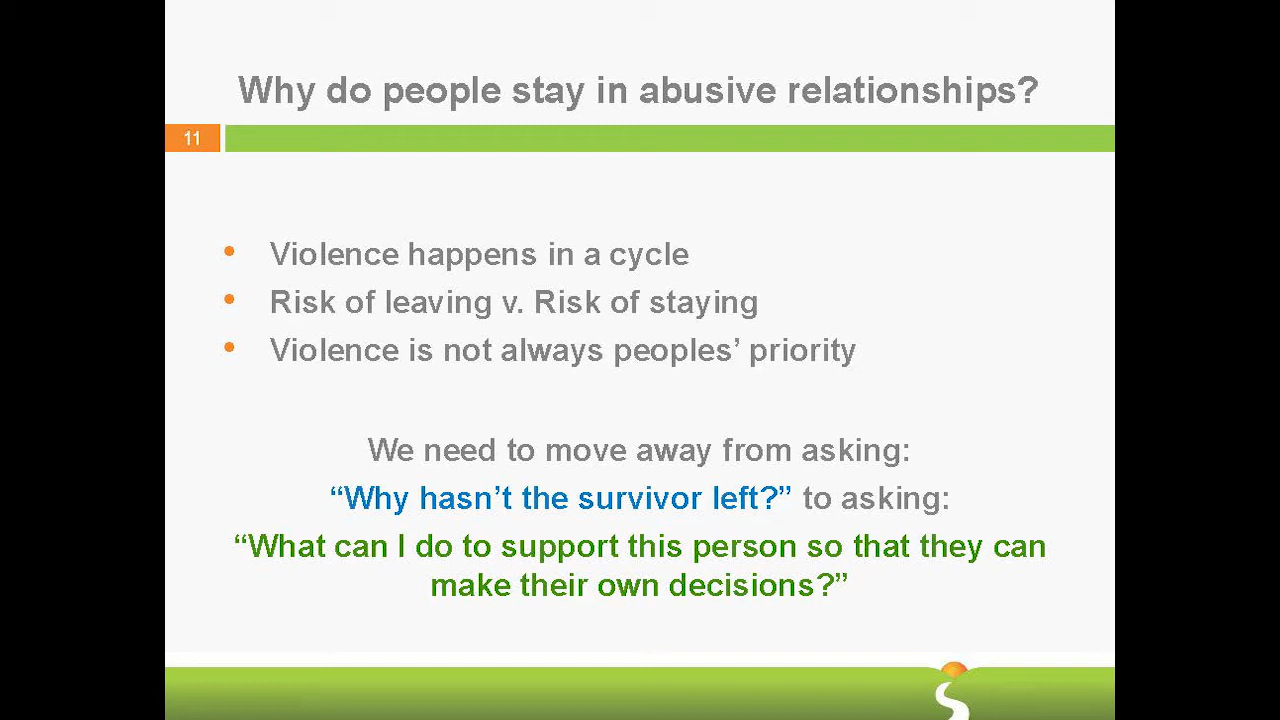 Why do people stay in abusive relationships?
11
• Violence happens in a cycle
• Risk of leaving v. Risk of staying
• Violence is not always peoples’ priority
We need to move away from asking:
“Why hasn’t the survivor left?” to asking:
“What can I do to support this person so that they can
make their own decisions?”